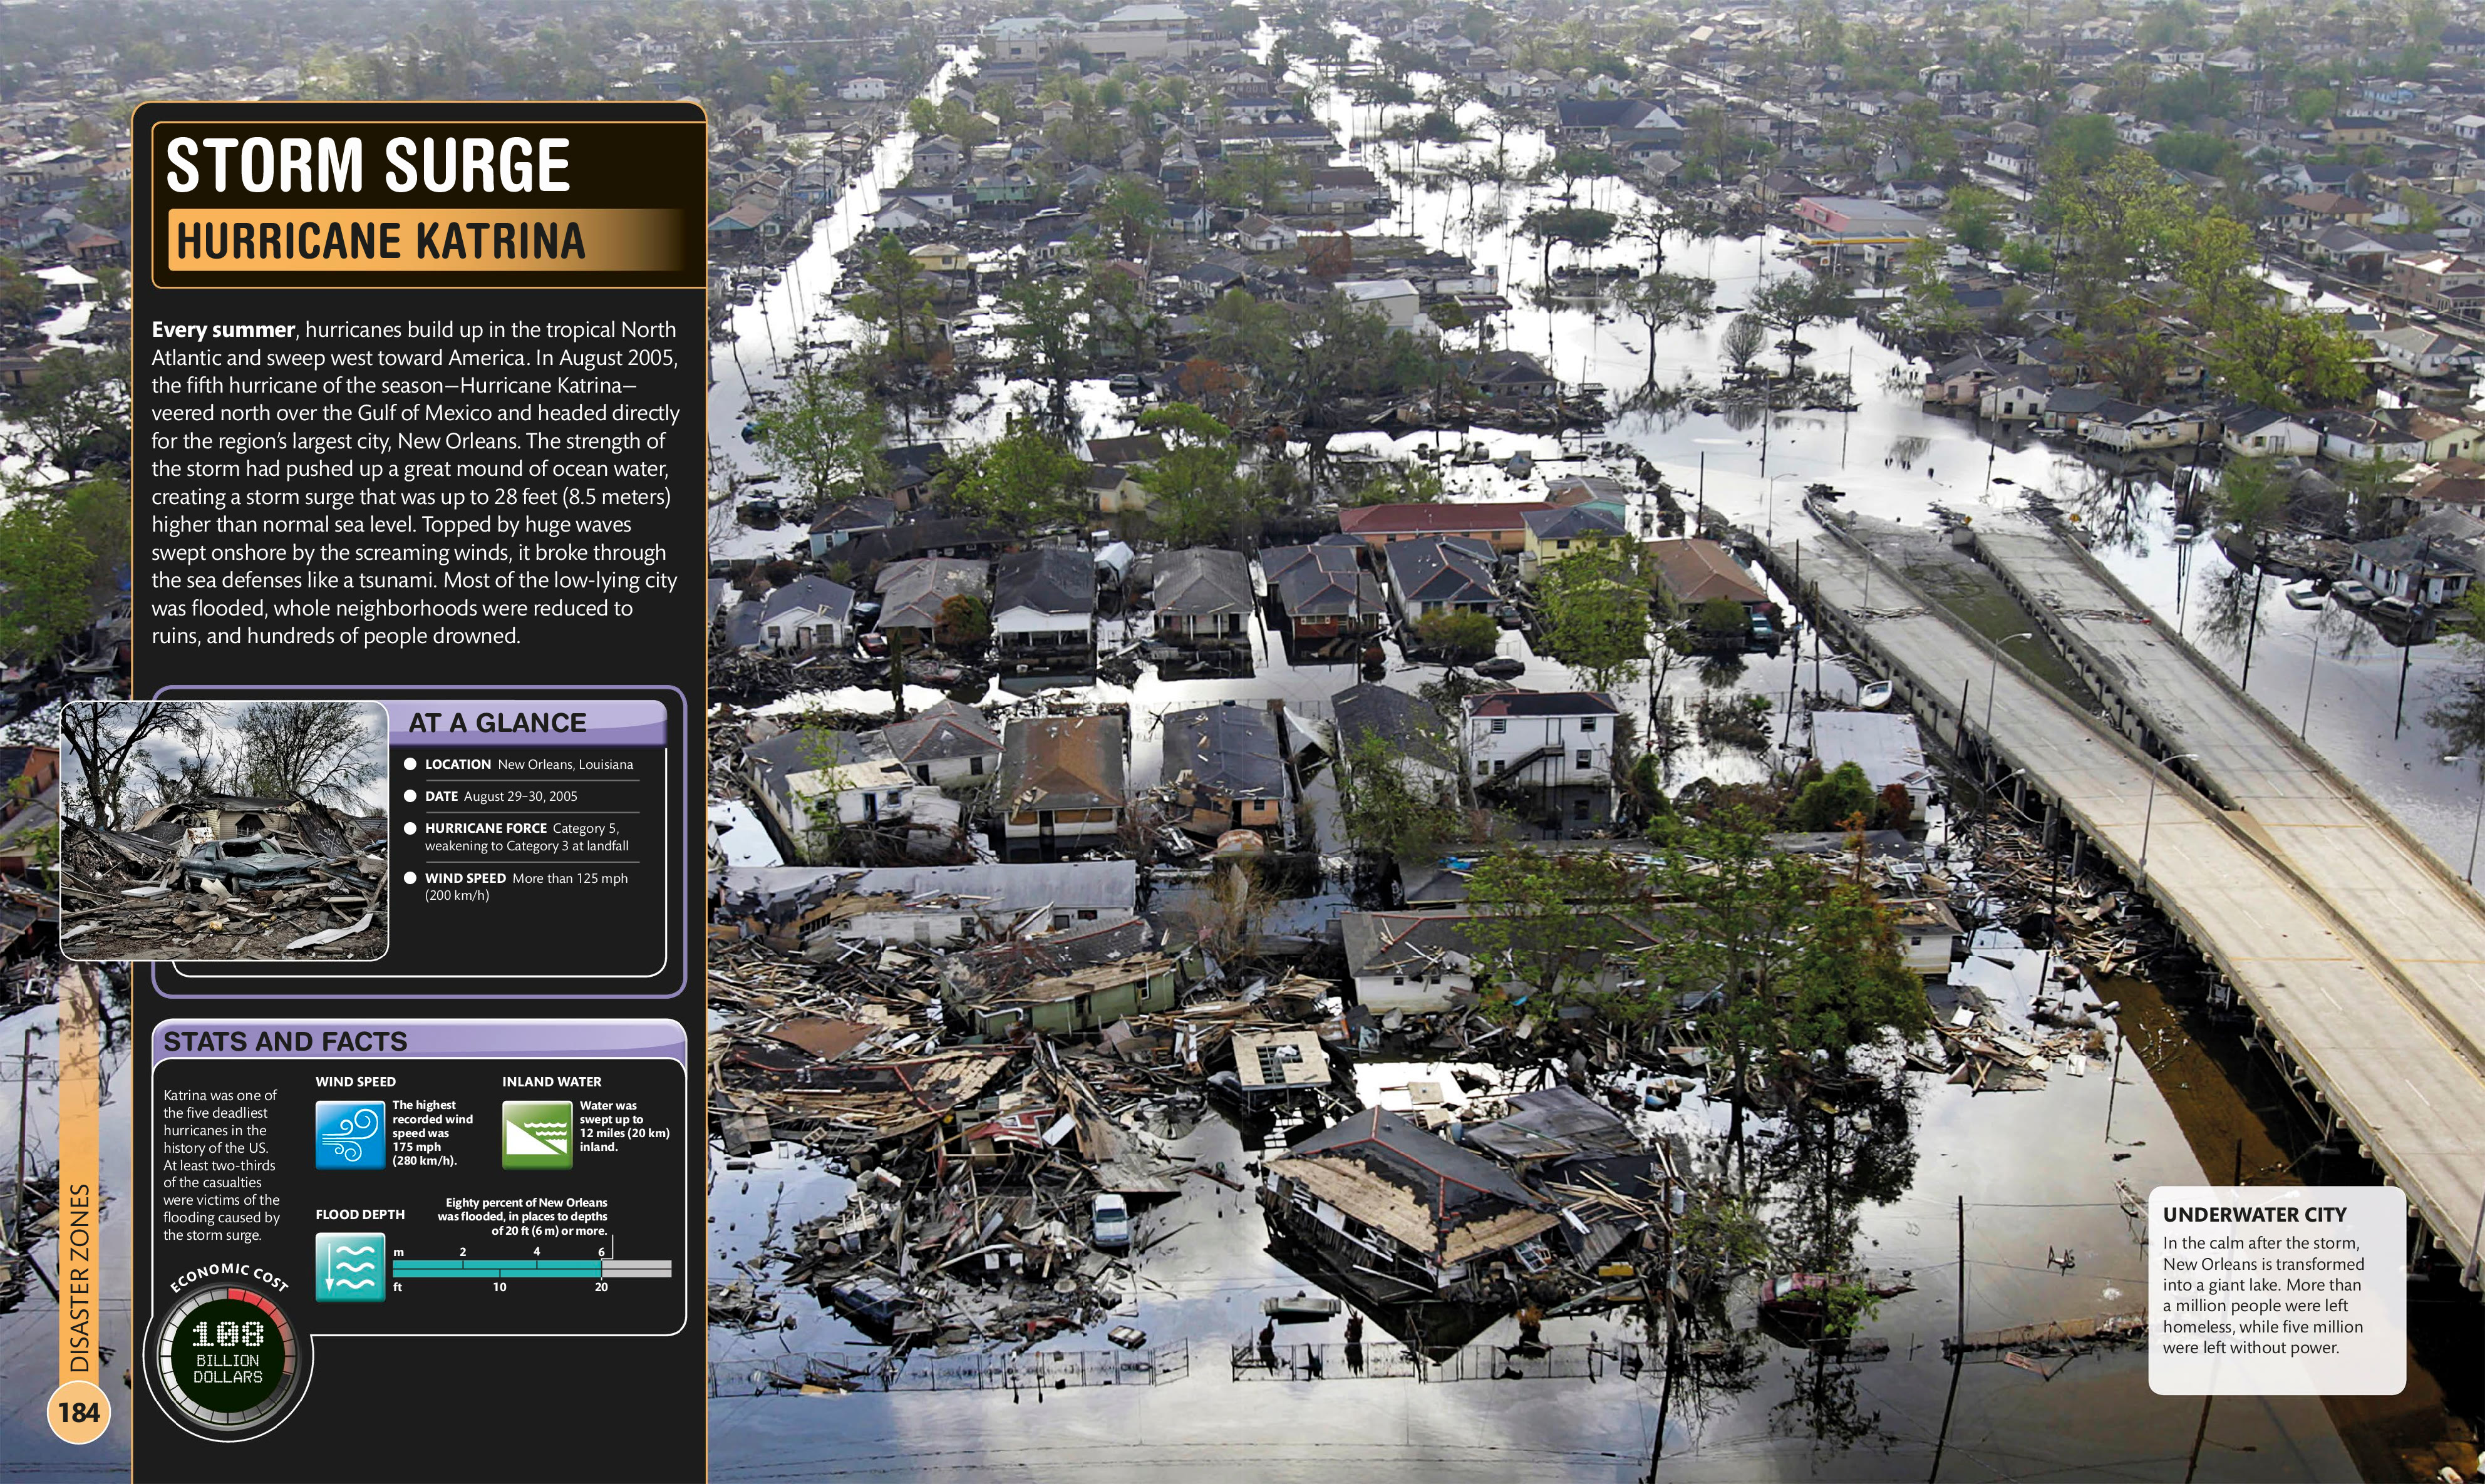 STORM SURGE
HURRICANE KATRINA
Every summer, hurricanes build up in the tropical North
Atlantic and sweep west toward America. In August 2005,
the fifth hurricane of the season—Hurricane Katrina—
veered north over the Gulf of Mexico and headed directly
for the region's largest city, New Orleans. The strength of
the storm had pushed up a great mound of ocean water,
creating a storm surge that was up to 28 feet (8.5 meters)
higher than normal sea level. Topped by huge waves
swept onshore by the screaming winds, it broke through
the sea defenses like a tsunami. Most of the low-lying city
was flooded, whole neighborhoods were reduced to
ruins, and hundreds of people drowned.
AT A GLANCE
LOCATION New Orleans, Louisiana
DATE August 29–30, 2005
HURRICANE FORCE Category 5,
weakening to Category 3 at landfall
WIND SPEED More than 125 mph
(200 km/h)
STATS AND FACTS
Katrina was one of
the five deadliest
hurricanes in the
history of the US.
At least two-thirds
of the casualties
were victims of the
flooding caused by
the storm surge.
WIND SPEED
The highest
recorded wind
speed was
175 mph
(280 km/h).
INLAND WATER
Water was
swept up to
12 miles (20 km)
inland.
FLOOD DEPTH
Eighty percent of New Orleans
was flooded, in places to depths
of 20 ft (6 m) or more.
m 2 4 6
ft 10 20
ECONOMIC COST
108
BILLION
DOLLARS
DISASTER ZONES
184
UNDERWATER CITY
In the calm after the storm,
New Orleans is transformed
into a giant lake. More than
a million people were left
homeless, while five million
were left without power.